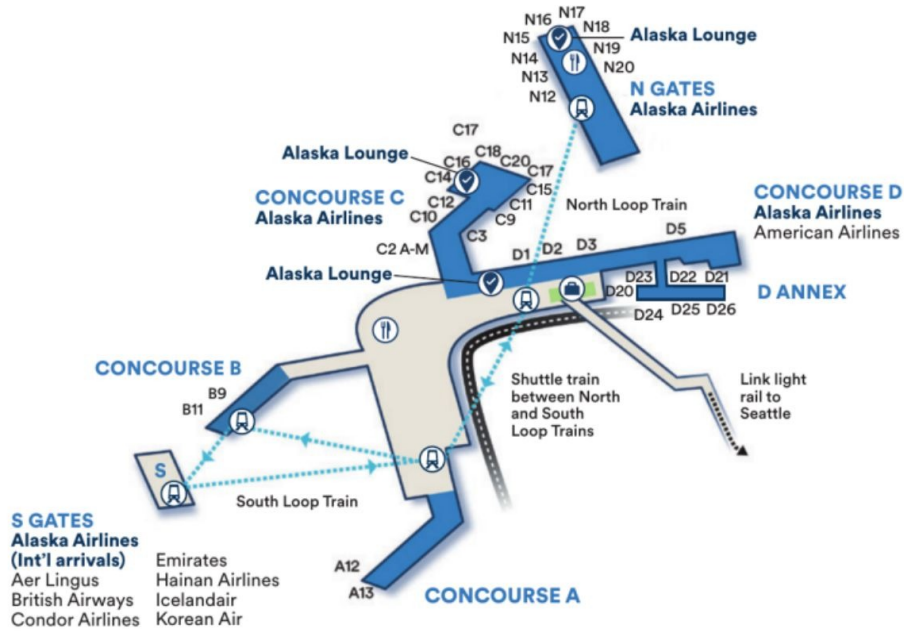 N17
N16
N18
N15
N19
N14
N20
N13
N12
Alaska Lounge
N GATES
Alaska Airlines
C17
C18
C16
C20
C14
C17
C15
C12
C11
C10
C9
C3
C2 A-M
Alaska Lounge
CONCOURSE C
Alaska Airlines
North Loop Train
CONCOURSE D
Alaska Airlines
American Airlines
D1
D2
D3
D5
Alaska Lounge
D23
D22
D21
D20
D24
D25
D26
D ANNEX
CONCOURSE B
B9
B11
Shuttle train
between North
and South
Loop Trains
Link light
rail to
Seattle
S
South Loop Train
S GATES
Alaska Airlines
(Int'l arrivals)
Aer Lingus
British Airways
Condor Airlines
Emirates
Hainan Airlines
Icelandair
Korean Air
A12
A13
CONCOURSE A